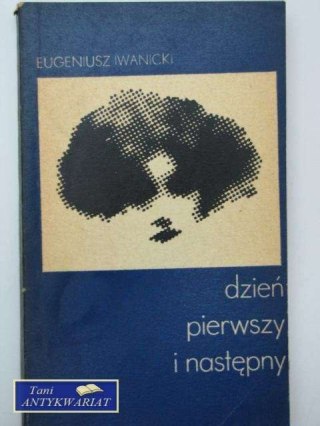 EUGENIUSZ IWANICKI
dzień
pierwszy
i następny
Tani
ANTYKWARIAT